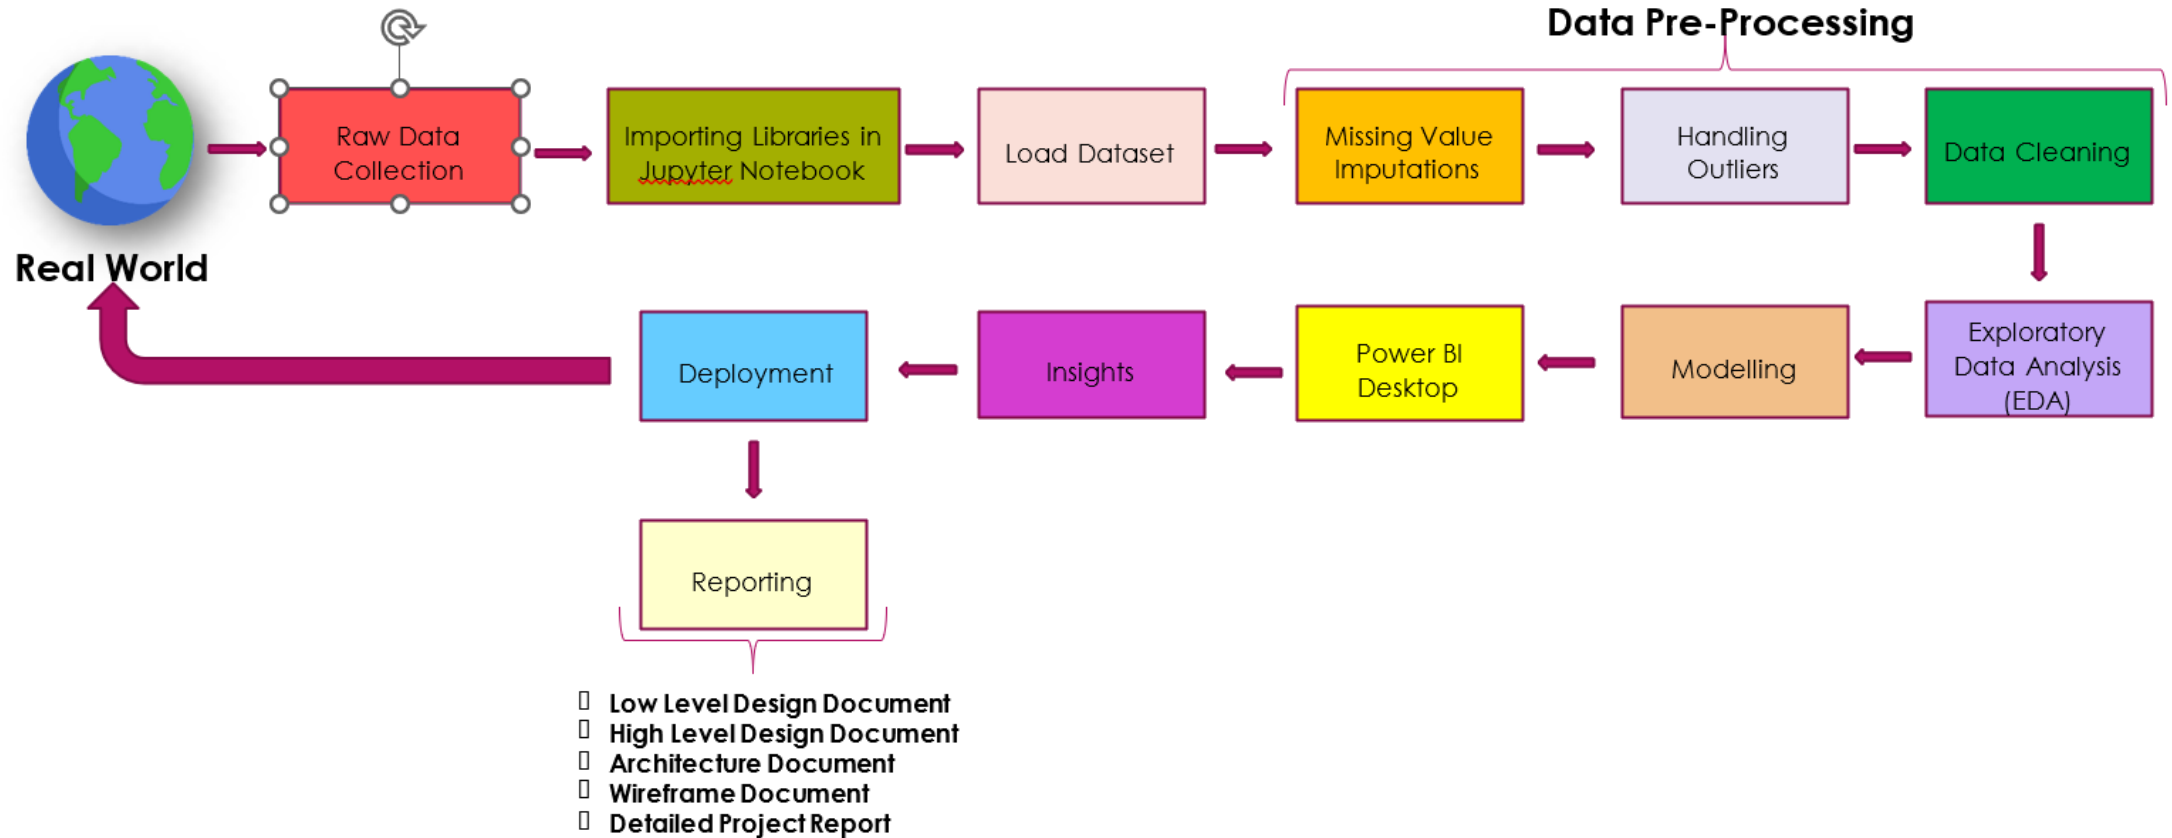 Data Pre-Processing
Raw Data
Collection
Importing Libraries in
Jupyter Notebook
Load Dataset
Missing Value
Imputations
Handling
Outliers
Data Cleaning
Real World
Deployment
Insights
Power BI
Desktop
Modelling
Exploratory
Data Analysis
(EDA)
Reporting
Low Level Design Document
High Level Design Document
Architecture Document
Wireframe Document
Detailed Project Report